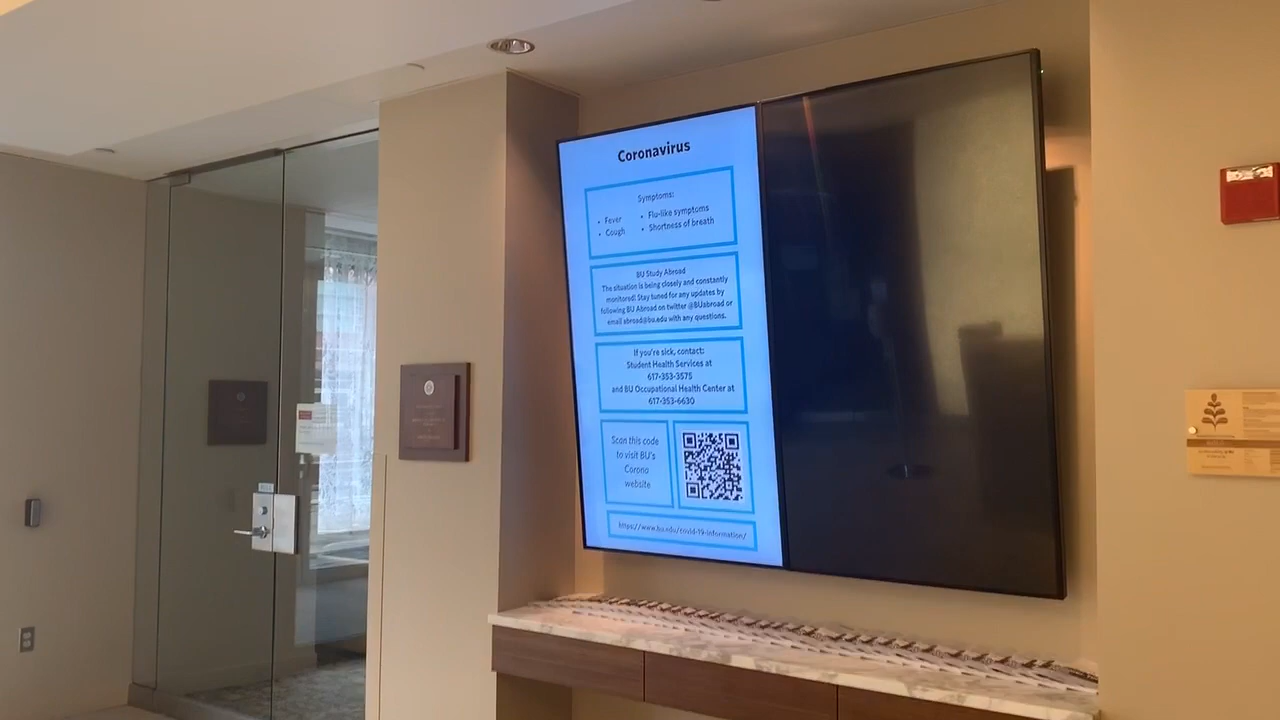 Coronavirus
Symptoms:
• Fever
• Cough
• Flu-like symptoms
• Shortness of breath
BU Study Abroad
The situation is being closely and constantly
monitored! Stay tuned for any updates by
following BU Abroad on twitter @BUabroad or
email abroad@bu.edu with any questions.
If you're sick, contact:
Student Health Services at
617-353-3575
and BU Occupational Health Center at
617-353-6630
Scan this code
to visit BU's
Corona
website
https://www.bu.edu/covid-19-information/